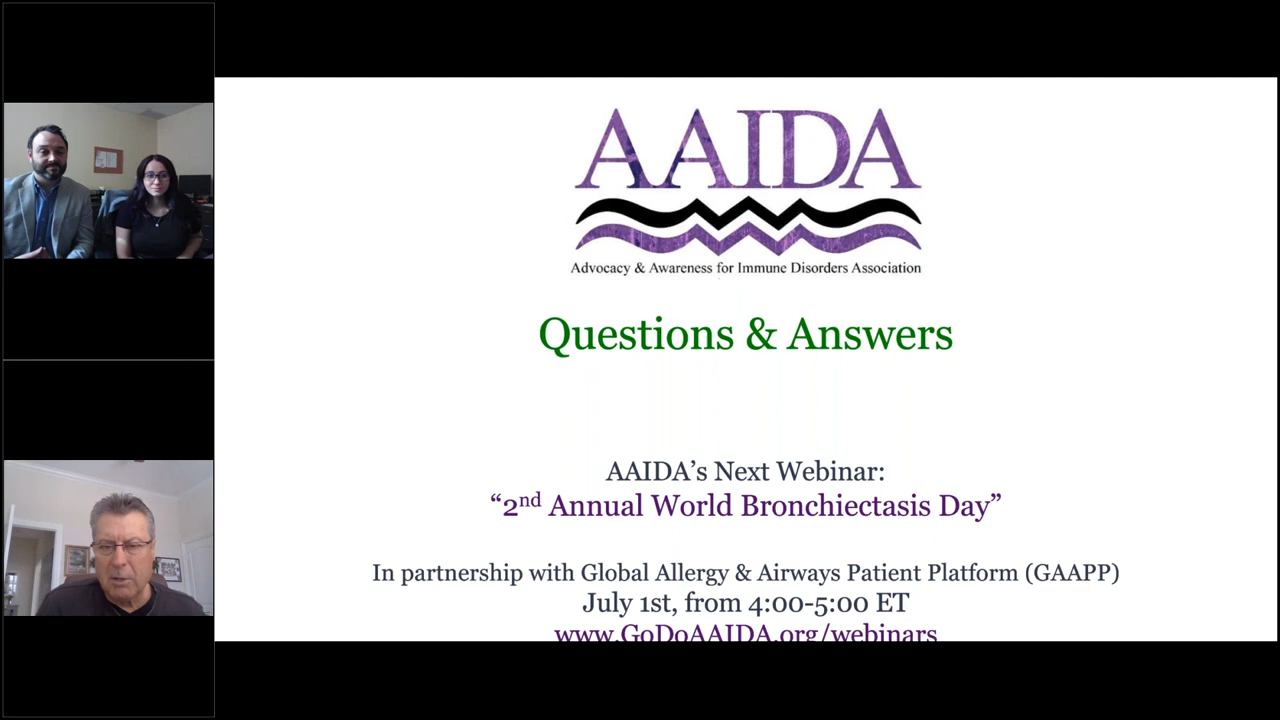 AAIDA
Advocacy & Awareness for Immune Disorders Association
Questions & Answers
AAIDA’s Next Webinar:
“2nd Annual World Bronchiectasis Day”
In partnership with Global Allergy & Airways Patient Platform (GAAPP)
July 1st, from 4:00-5:00 ET
www.GoDoAAIDA.org/webinars